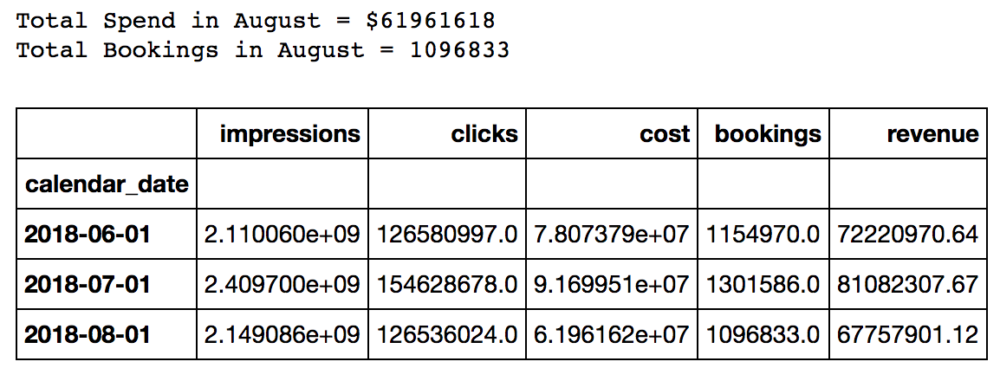 Total Spend in August = $61961618
Total Bookings in August = 1096833
impressions clicks cost bookings revenue
calendar_date
2018-06-01 2.110060e+09 126580997.0 7.807379e+07 1154970.0 72220970.64
2018-07-01 2.409700e+09 154628678.0 9.169951e+07 1301586.0 81082307.67
2018-08-01 2.149086e+09 126536024.0 6.196162e+07 1096833.0 67757901.12